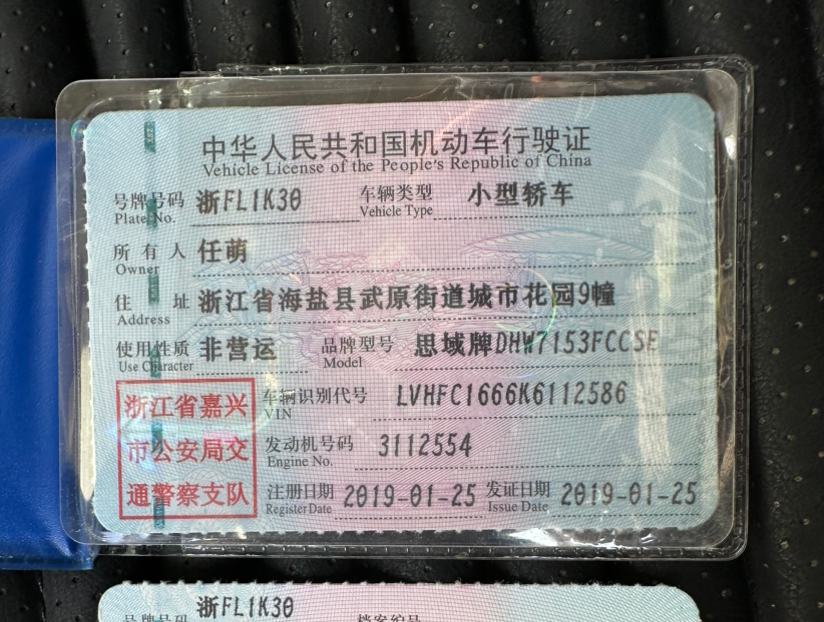 中华人民共和国机动车行驶证
Vehicle License of the People's Republic of China
号牌号码 浙FL1K30 车辆类型 小型轿车
Plate No. Vehicle Type
所有人 任萌
Owner
住址 浙江省海盐县武原街道城市花园9幢
Address
使用性质 非营运 品牌型号 思域牌DHW7153FCCSE
Use Character Model
浙江省嘉兴
市公安局交
通警察支队
车辆识别代号 LVHFC1666K6112586
VIN
发动机号码 3112554
Engine No.
注册日期 2019-01-25 发证日期 2019-01-25
Register Date Issue Date
号牌号码 浙FL1K30 档案编号